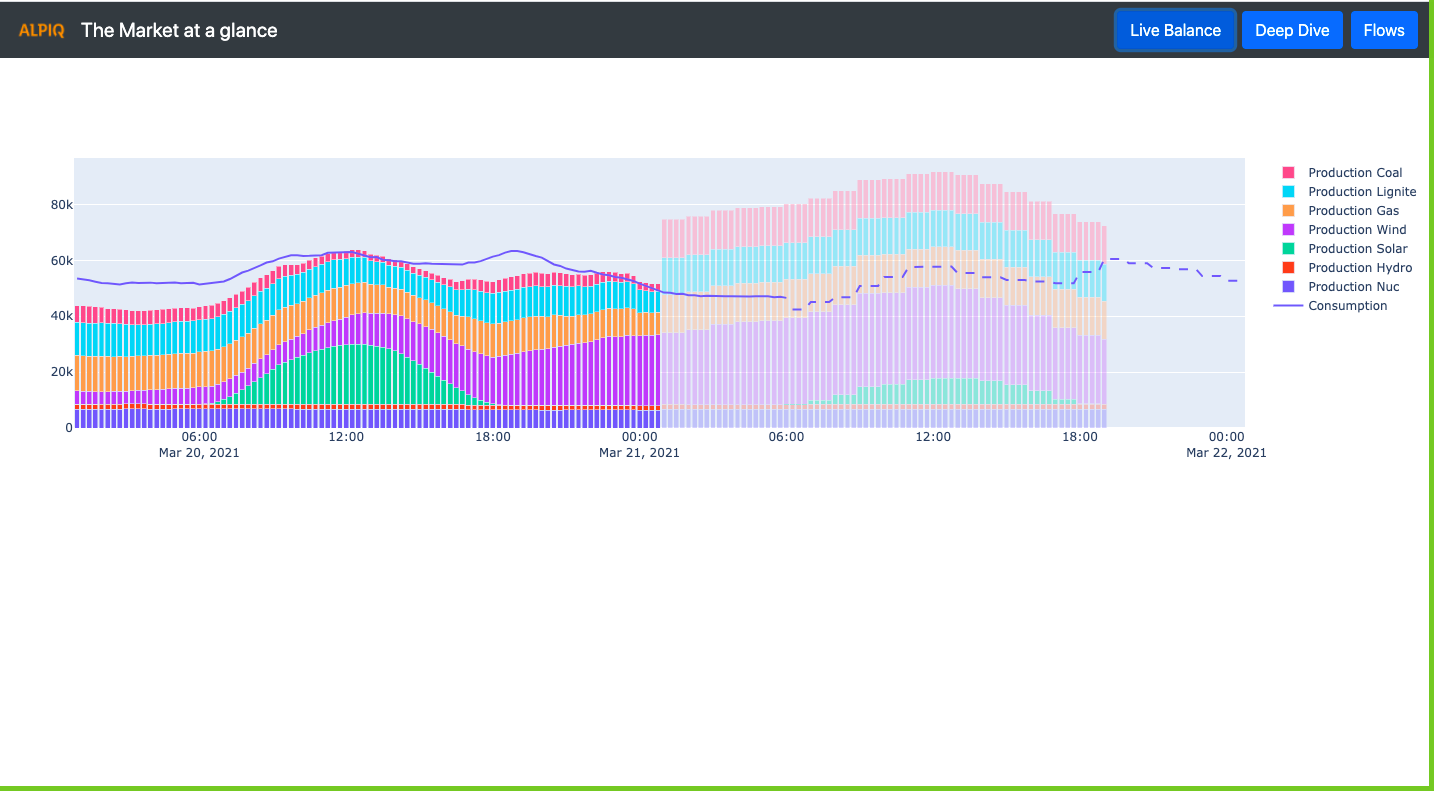 ALPIQ The Market at a glance Live Balance Deep Dive Flows
Production Coal
Production Lignite
Production Gas
Production Wind
Production Solar
Production Hydro
Production Nuc
Consumption
80k
60k
40k
20k
0
06:00 12:00 18:00 00:00 06:00 12:00 18:00 00:00
Mar 20, 2021 Mar 21, 2021 Mar 22, 2021